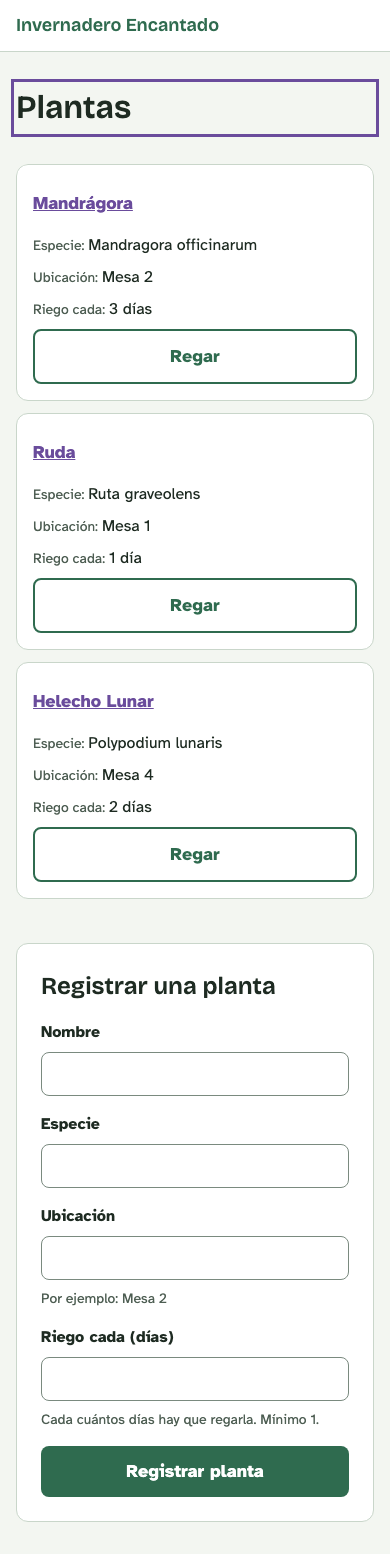 Invernadero Encantado
Plantas
Mandrágora
Especie: Mandragora officinarum
Ubicación: Mesa 2
Riego cada: 3 días
Regar
Ruda
Especie: Ruta graveolens
Ubicación: Mesa 1
Riego cada: 1 día
Regar
Helecho Lunar
Especie: Polypodium lunaris
Ubicación: Mesa 4
Riego cada: 2 días
Regar
Registrar una planta
Nombre
Especie
Ubicación
Por ejemplo: Mesa 2
Riego cada (días)
Cada cuántos días hay que regarla. Mínimo 1.
Registrar planta